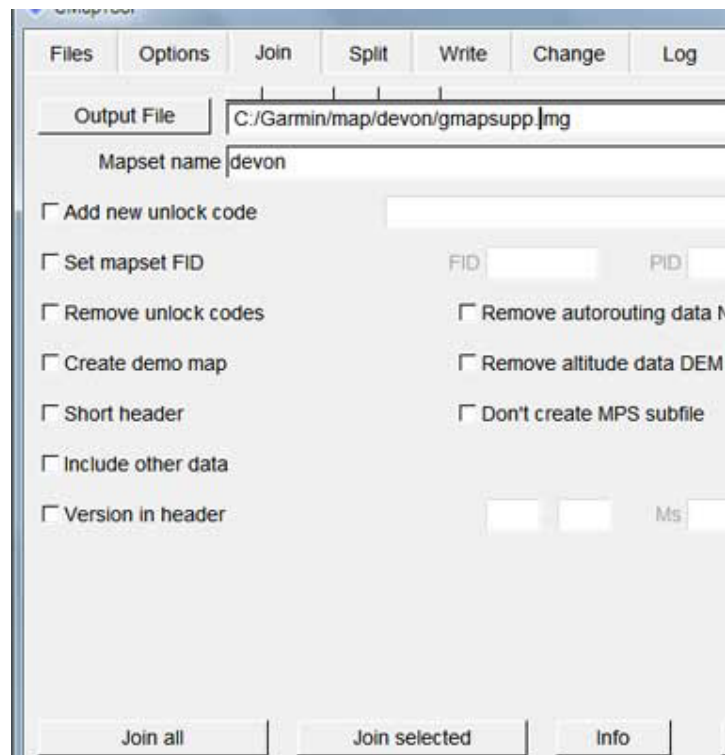 GMapTool
Files Options Join Split Write Change Log
Output File C:/Garmin/map/devon/gmapsupp.img
Mapset name devon
Add new unlock code
Set mapset FID FID PID
Remove unlock codes Remove autorouting data N
Create demo map Remove altitude data DEM
Short header Don't create MPS subfile
Include other data
Version in header Ms
Join all Join selected Info